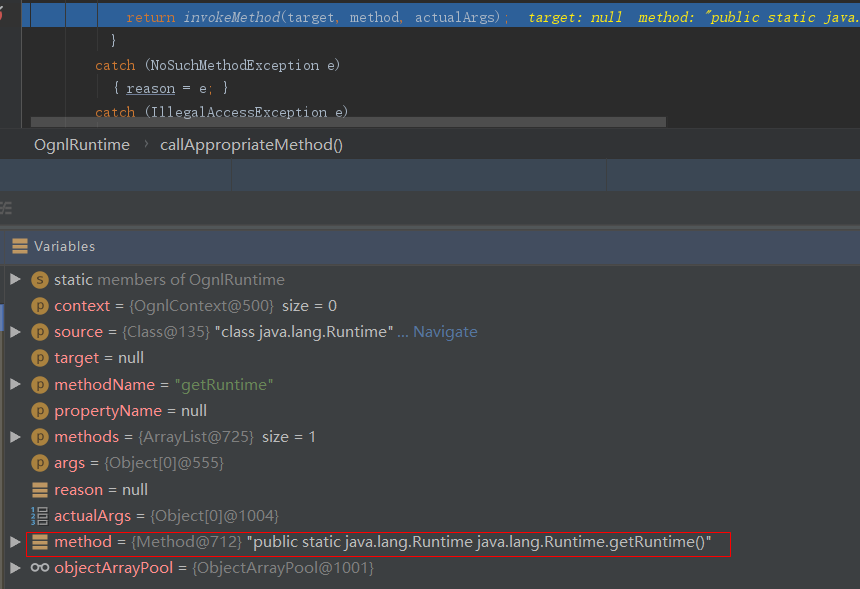 return invokeMethod(target, method, actualArgs); target: null method: "public static java.
}
catch (NoSuchMethodException e)
{ reason = e; }
catch (IllegalAccessException e)
OgnlRuntime › callAppropriateMethod()
Variables
static members of OgnlRuntime
context = {OgnlContext@500} size = 0
source = {Class@135} "class java.lang.Runtime" ... Navigate
target = null
methodName = "getRuntime"
propertyName = null
methods = {ArrayList@725} size = 1
args = {Object[0]@555}
reason = null
actualArgs = {Object[0]@1004}
method = {Method@712} "public static java.lang.Runtime java.lang.Runtime.getRuntime()"
objectArrayPool = {ObjectArrayPool@1001}